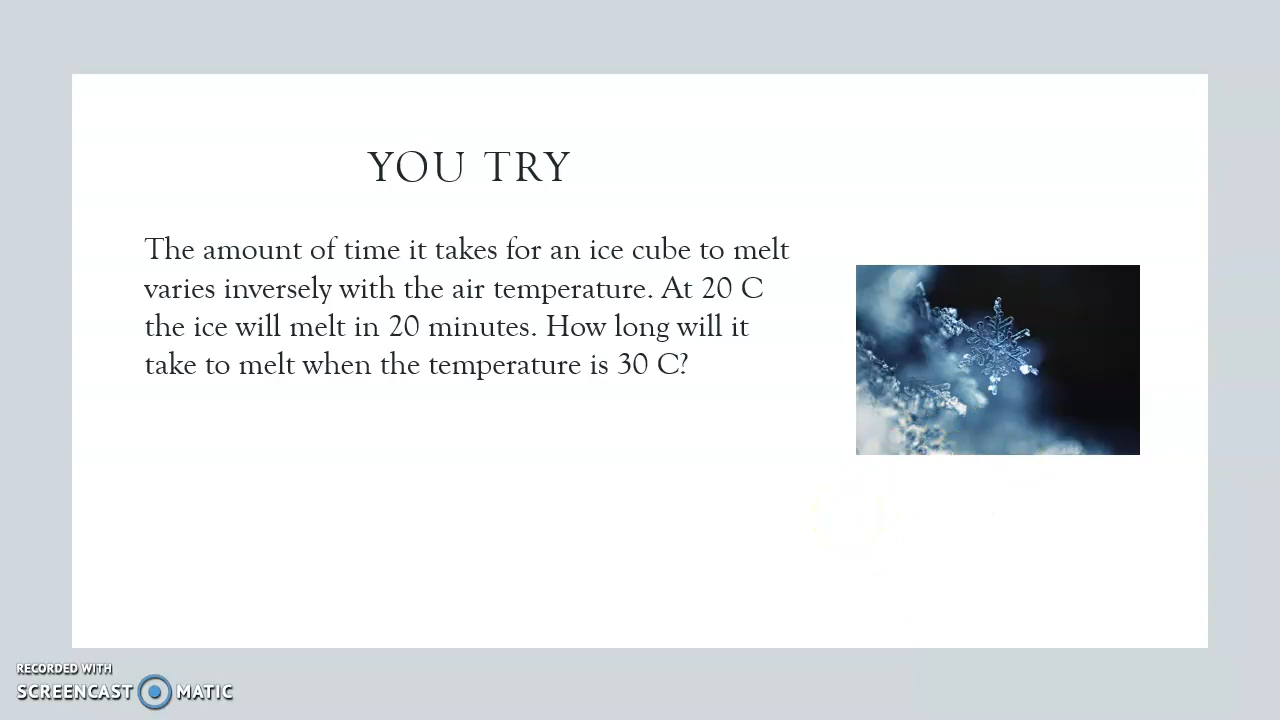 YOU TRY
The amount of time it takes for an ice cube to melt
varies inversely with the air temperature. At 20 C
the ice will melt in 20 minutes. How long will it
take to melt when the temperature is 30 C?
RECORDED WITH
SCREENCAST MATIC